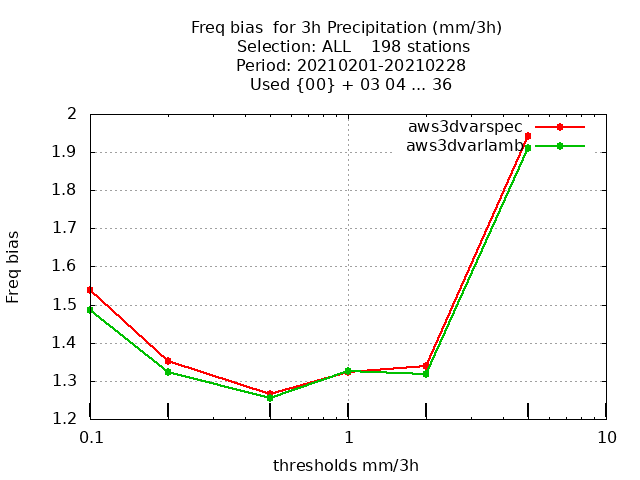 Freq bias  for 3h Precipitation (mm/3h)
Selection: ALL    198 stations
Period: 20210201-20210228
Used {00} + 03 04 ... 36
aws3dvarspec
aws3dvarlamb
2
1.9
1.8
1.7
1.6
1.5
1.4
1.3
1.2
Freq bias
0.1 1 10
thresholds mm/3h